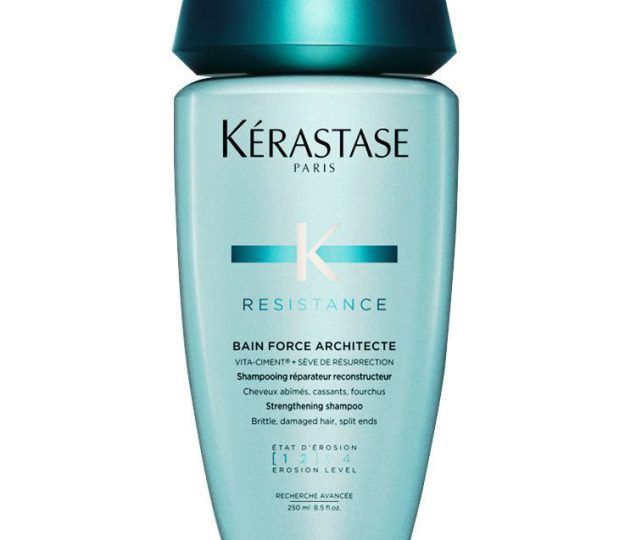 KÉRASTASE
PARIS
K
RESISTANCE
BAIN FORCE ARCHITECTE
VITA-CIMENT® + SÈVE DE RÉSURRECTION
Shampooing réparateur reconstructeur
Cheveux abîmés, cassants, fourchus
Strengthening shampoo
Brittle, damaged hair, split ends
ÉTAT D'ÉROSION
[1 2] 3 4
EROSION LEVEL
RECHERCHE AVANCÉE
250 ml 8.5 fl.oz.